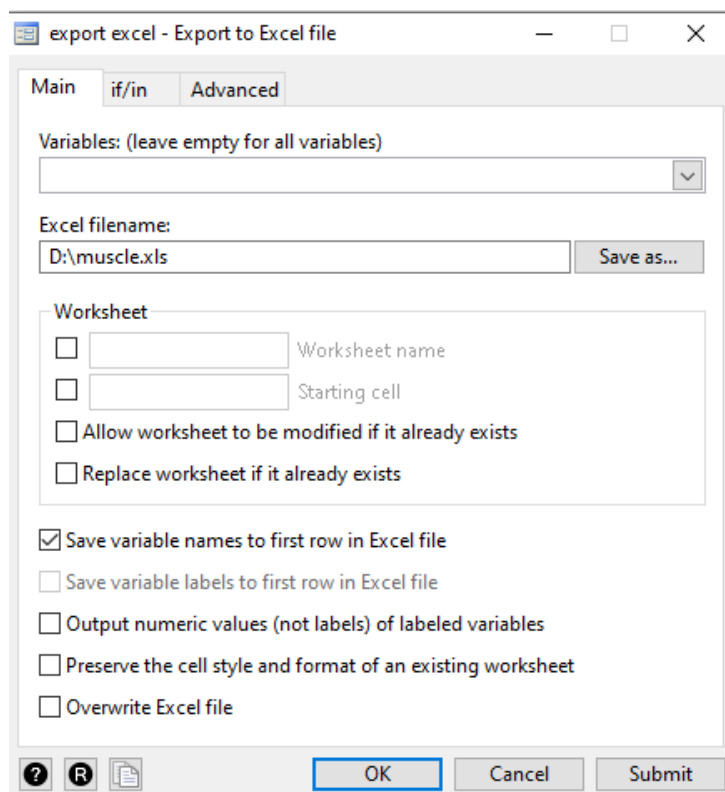 export excel - Export to Excel file
Main if/in Advanced
Variables: (leave empty for all variables)
Excel filename:
D:\muscle.xls Save as...
Worksheet
Worksheet name
Starting cell
Allow worksheet to be modified if it already exists
Replace worksheet if it already exists
Save variable names to first row in Excel file
Save variable labels to first row in Excel file
Output numeric values (not labels) of labeled variables
Preserve the cell style and format of an existing worksheet
Overwrite Excel file
? R OK Cancel Submit